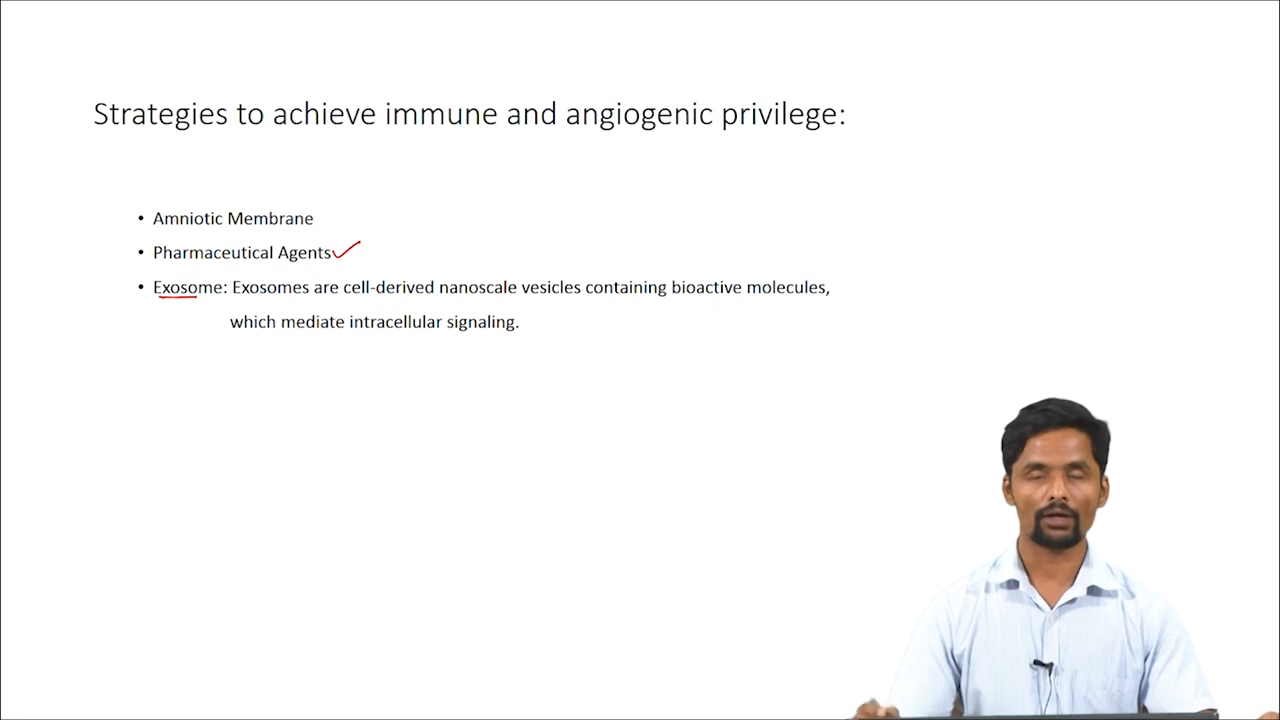 Strategies to achieve immune and angiogenic privilege:
• Amniotic Membrane
• Pharmaceutical Agents
• Exosome: Exosomes are cell-derived nanoscale vesicles containing bioactive molecules,
which mediate intracellular signaling.